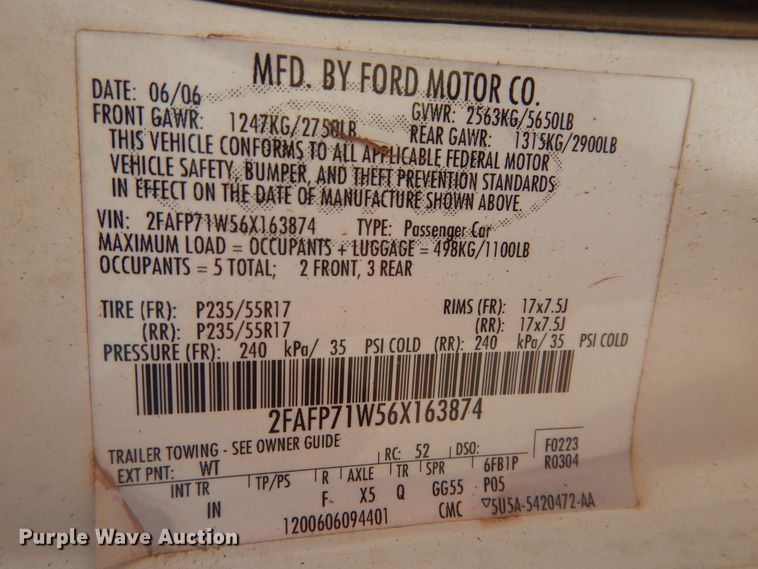 MFD. BY FORD MOTOR CO.
DATE: 06/06 GVWR: 2563KG/5650LB
FRONT GAWR: 1247KG/2750LB REAR GAWR: 1315KG/2900LB
THIS VEHICLE CONFORMS TO ALL APPLICABLE FEDERAL MOTOR
VEHICLE SAFETY, BUMPER, AND THEFT PREVENTION STANDARDS
IN EFFECT ON THE DATE OF MANUFACTURE SHOWN ABOVE.
VIN: 2FAFP71W56X163874 TYPE: Passenger Car
MAXIMUM LOAD = OCCUPANTS + LUGGAGE = 498KG/1100LB
OCCUPANTS = 5 TOTAL; 2 FRONT, 3 REAR
TIRE (FR): P235/55R17 RIMS (FR): 17x7.5J
(RR): P235/55R17 (RR): 17x7.5J
PRESSURE (FR): 240 kPa/ 35 PSI COLD (RR): 240 kPa/ 35 PSI COLD
2FAFP71W56X163874
TRAILER TOWING - SEE OWNER GUIDE RC: 52 DSO: F0223
EXT PNT: WT 6FB1P R0304
INT TR TP/PS R AXLE TR SPR P05
IN F X5 Q GG55
1200606094401 CMC ▽5U5A-5420472-AA
Purple Wave Auction